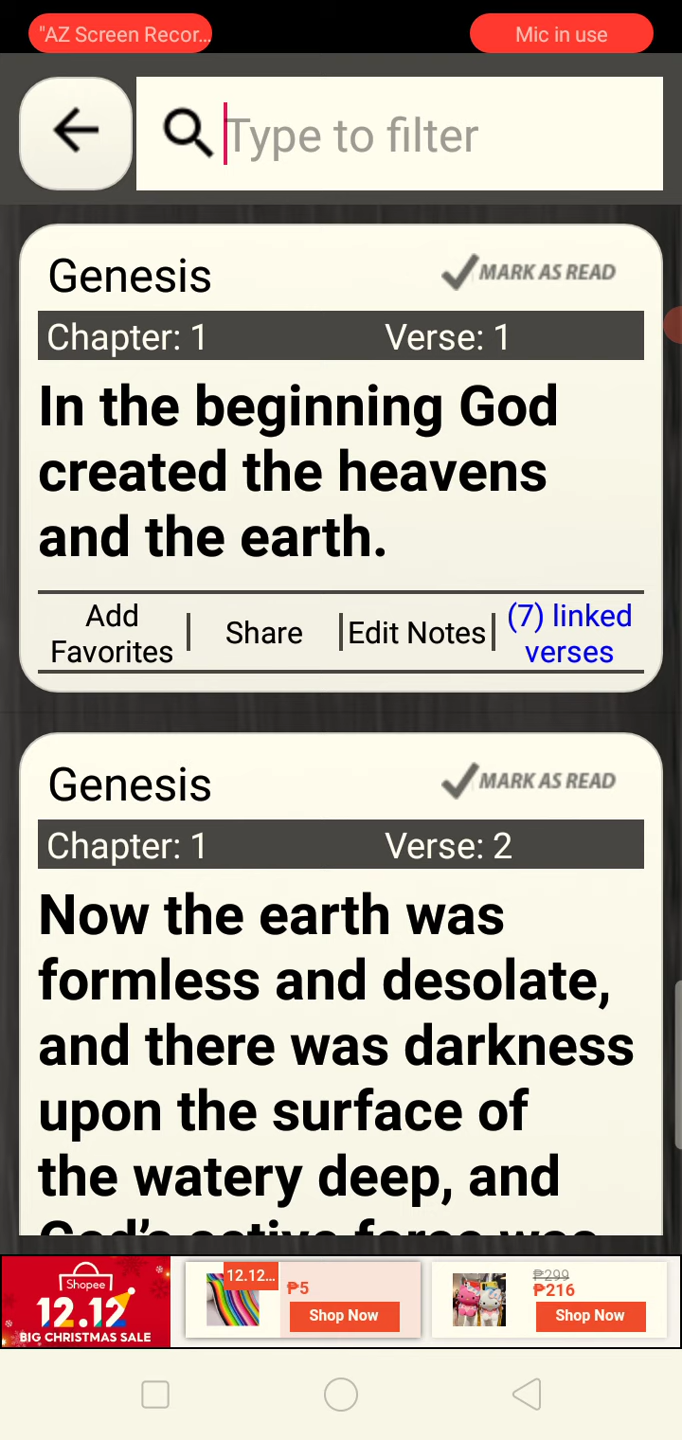 "AZ Screen Recor... Mic in use
Type to filter
Genesis MARK AS READ
Chapter: 1 Verse: 1
In the beginning God
created the heavens
and the earth.
Add Favorites | Share | Edit Notes | (7) linked verses
Genesis MARK AS READ
Chapter: 1 Verse: 2
Now the earth was
formless and desolate,
and there was darkness
upon the surface of
the watery deep, and
God's active force was
Shopee
12.12
BIG CHRISTMAS SALE
12.12...
₱5
Shop Now
₱299
₱216
Shop Now